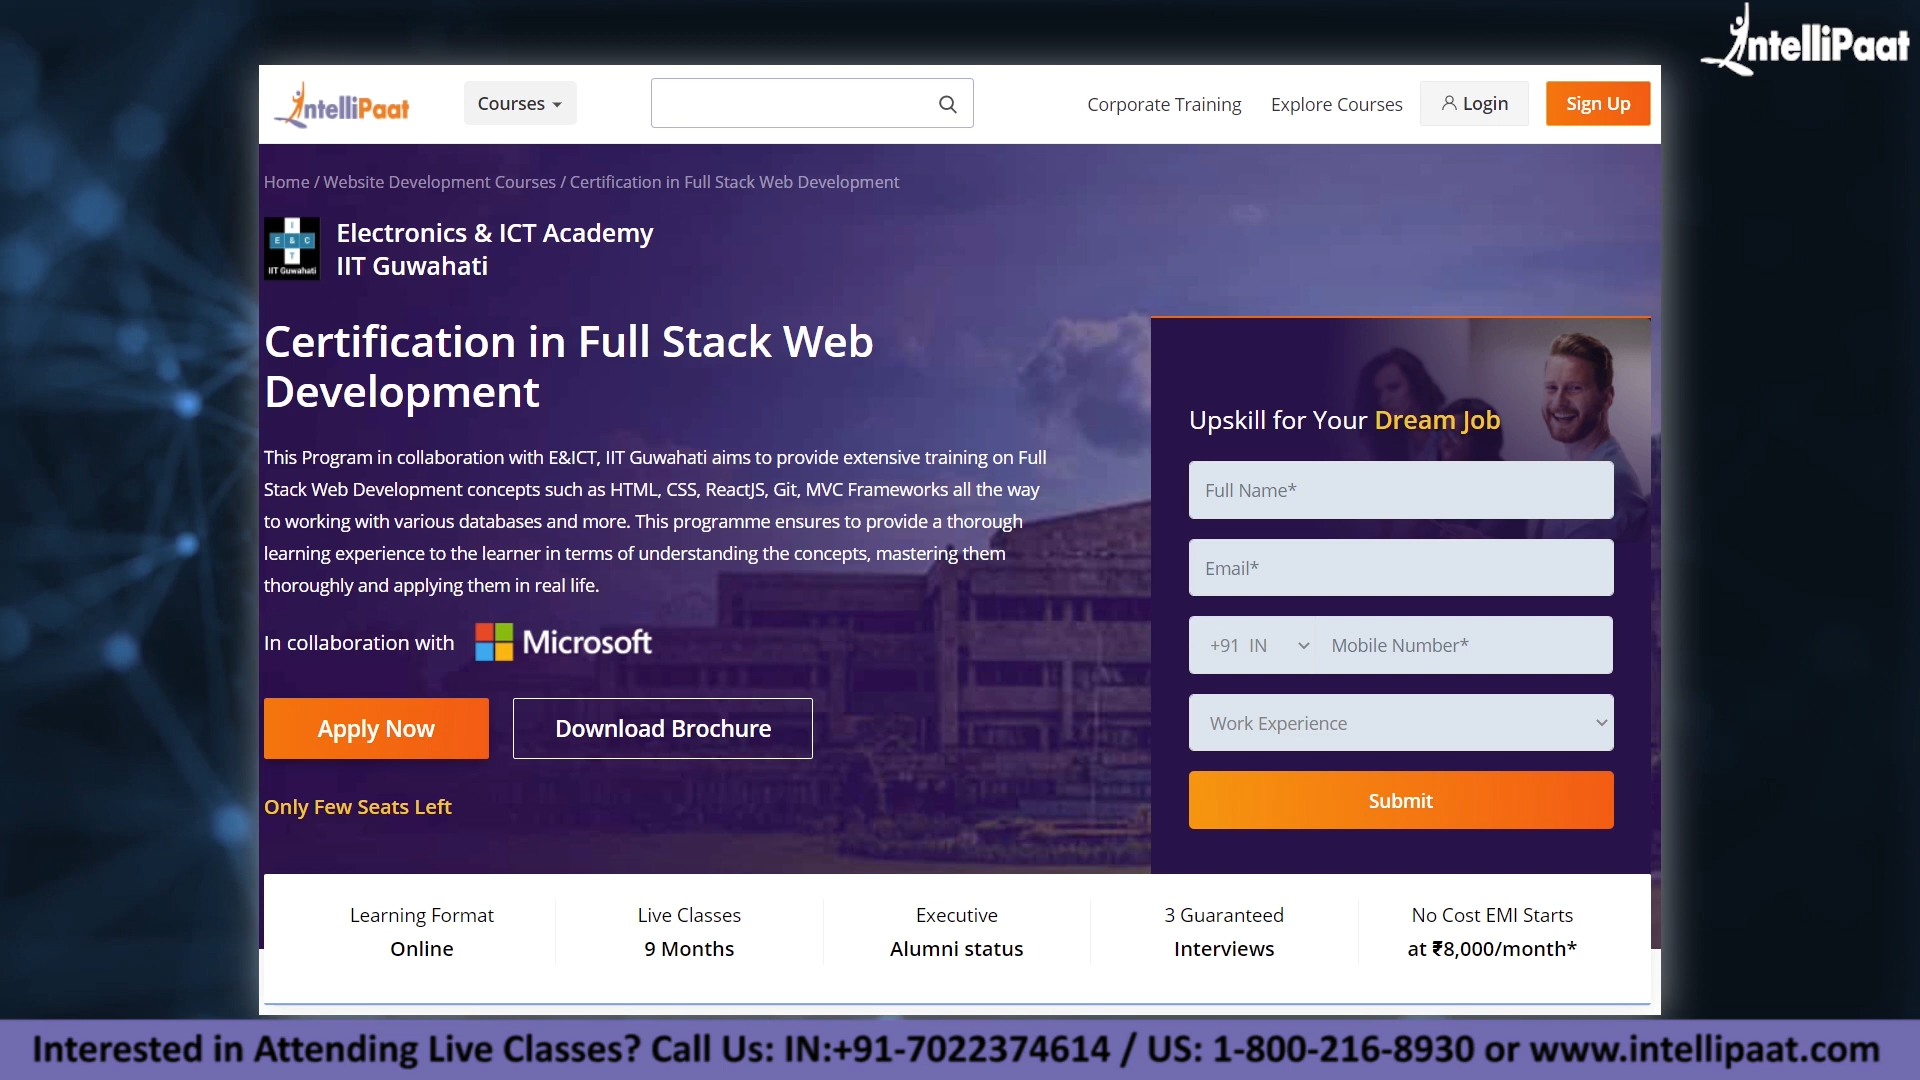 IntelliPaat
IntelliPaat
Courses
Corporate Training
Explore Courses
Login
Sign Up
Home / Website Development Courses / Certification in Full Stack Web Development
I
E & C
T
IIT Guwahati
Electronics & ICT Academy
IIT Guwahati
Certification in Full Stack Web
Development
This Program in collaboration with E&ICT, IIT Guwahati aims to provide extensive training on Full
Stack Web Development concepts such as HTML, CSS, ReactJS, Git, MVC Frameworks all the way
to working with various databases and more. This programme ensures to provide a thorough
learning experience to the learner in terms of understanding the concepts, mastering them
thoroughly and applying them in real life.
In collaboration with
Microsoft
Apply Now
Download Brochure
Only Few Seats Left
Upskill for Your Dream Job
Full Name*
Email*
+91 IN
Mobile Number*
Work Experience
Submit
Learning Format
Online
Live Classes
9 Months
Executive
Alumni status
3 Guaranteed
Interviews
No Cost EMI Starts
at ₹8,000/month*
Interested in Attending Live Classes? Call Us: IN:+91-7022374614 / US: 1-800-216-8930 or www.intellipaat.com